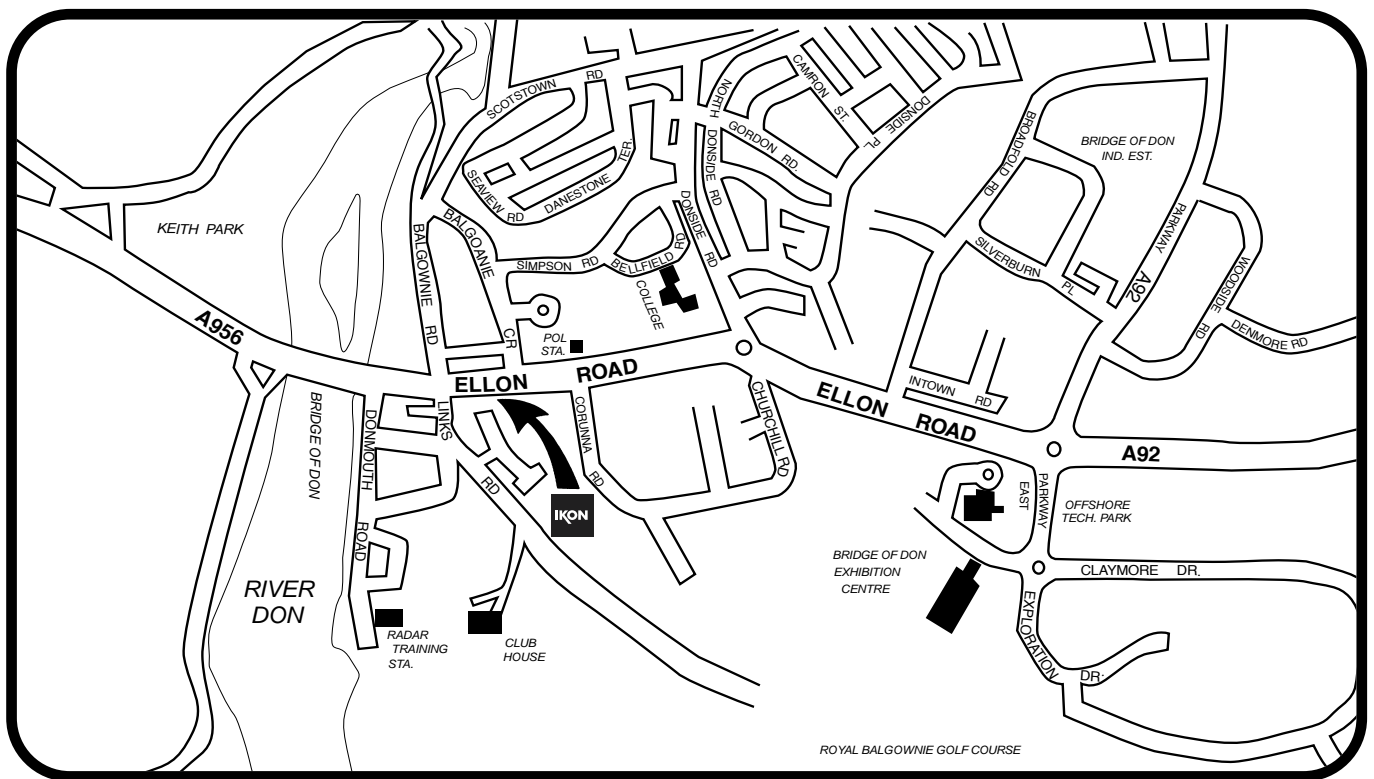 SCOTSTOWN RD
NORTH
DONSIDE RD
GORDON RD.
CAMRON ST.
DONSIDE
PL
BROADFOLD RD
BRIDGE OF DON
IND. EST.
SEAVIEW RD
DANESTONE TER.
KEITH PARK
BALGOWNIE RD
BALGOANIE CR
SIMPSON RD
BELLFIELD RD
DONSIDE RD
COLLEGE
SILVERBURN PL
PARKWAY
A92
WOODSIDE RD
DENMORE RD
A956
POL
STA.
ELLON ROAD
ELLON ROAD
INTOWN RD
A92
BRIDGE OF DON
DONMOUTH ROAD
LINKS RD
CORUNNA RD
CHURCHILL RD
IKON
PARKWAY
EAST
OFFSHORE
TECH. PARK
BRIDGE OF DON
EXHIBITION
CENTRE
CLAYMORE DR.
EXPLORATION DR.
RIVER
DON
RADAR
TRAINING
STA.
CLUB
HOUSE
ROYAL BALGOWNIE GOLF COURSE